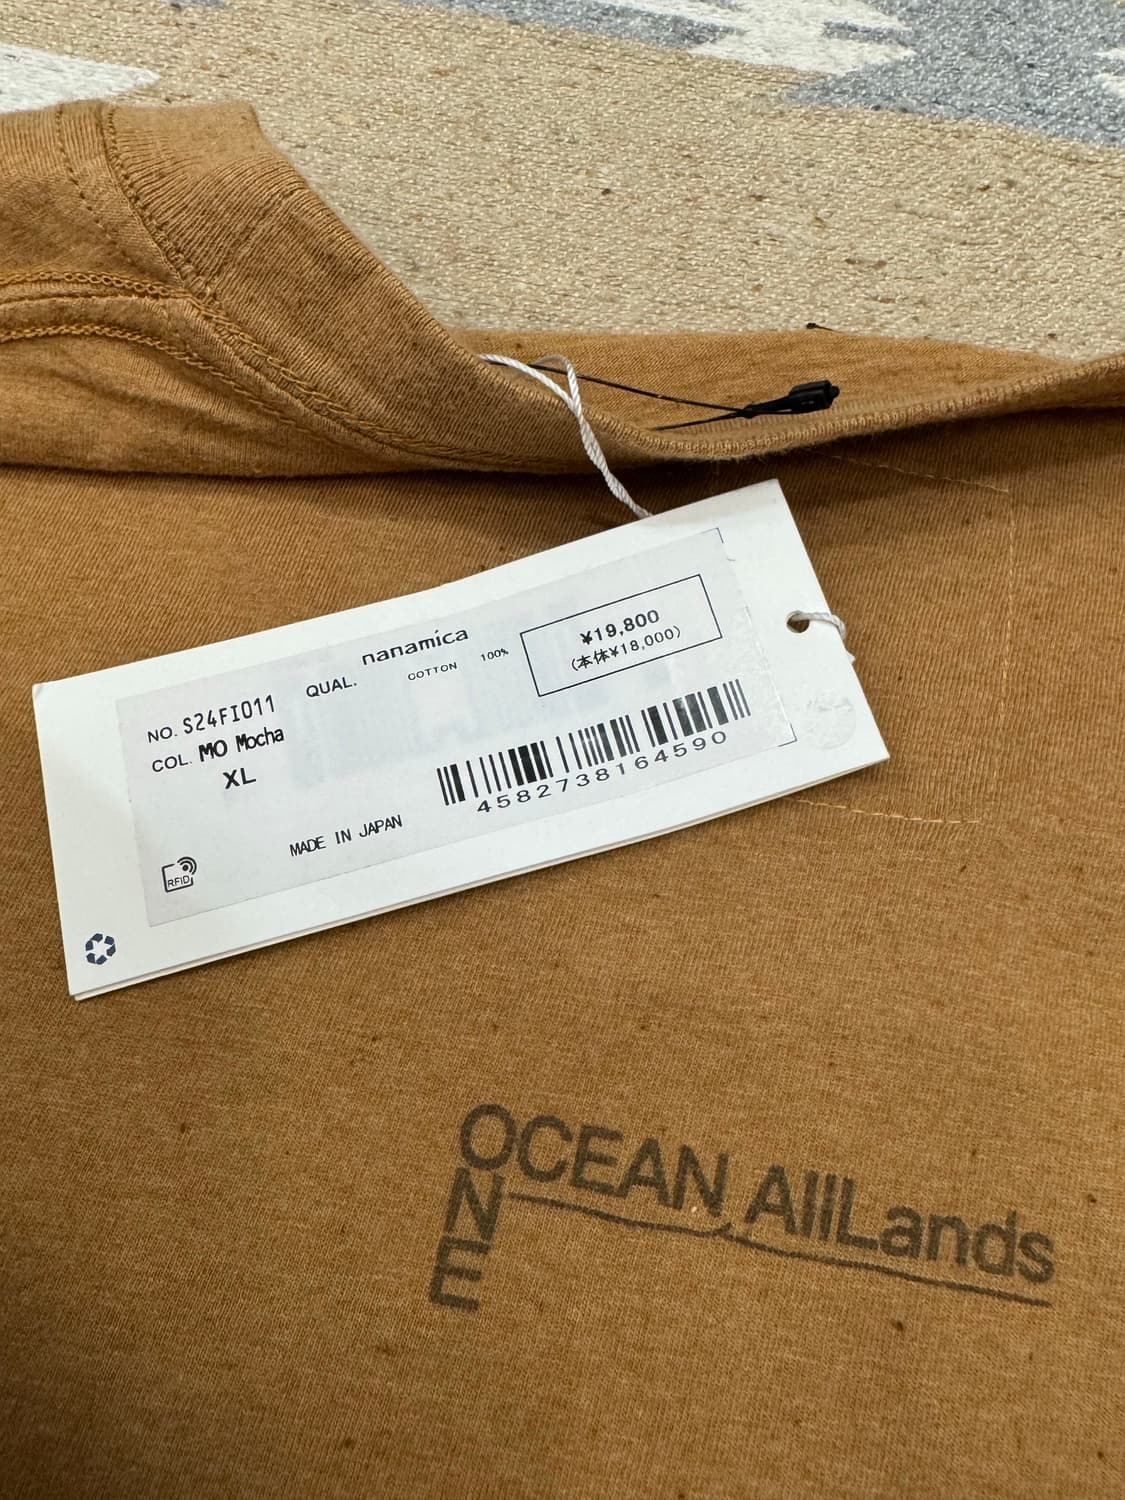 nanamica
¥19,800
(本体¥18,000)
QUAL. COTTON 100%
NO. S24FI011
COL. MO Mocha
XL
4582738164590
MADE IN JAPAN
RFID
OCEAN AllLands
ONE